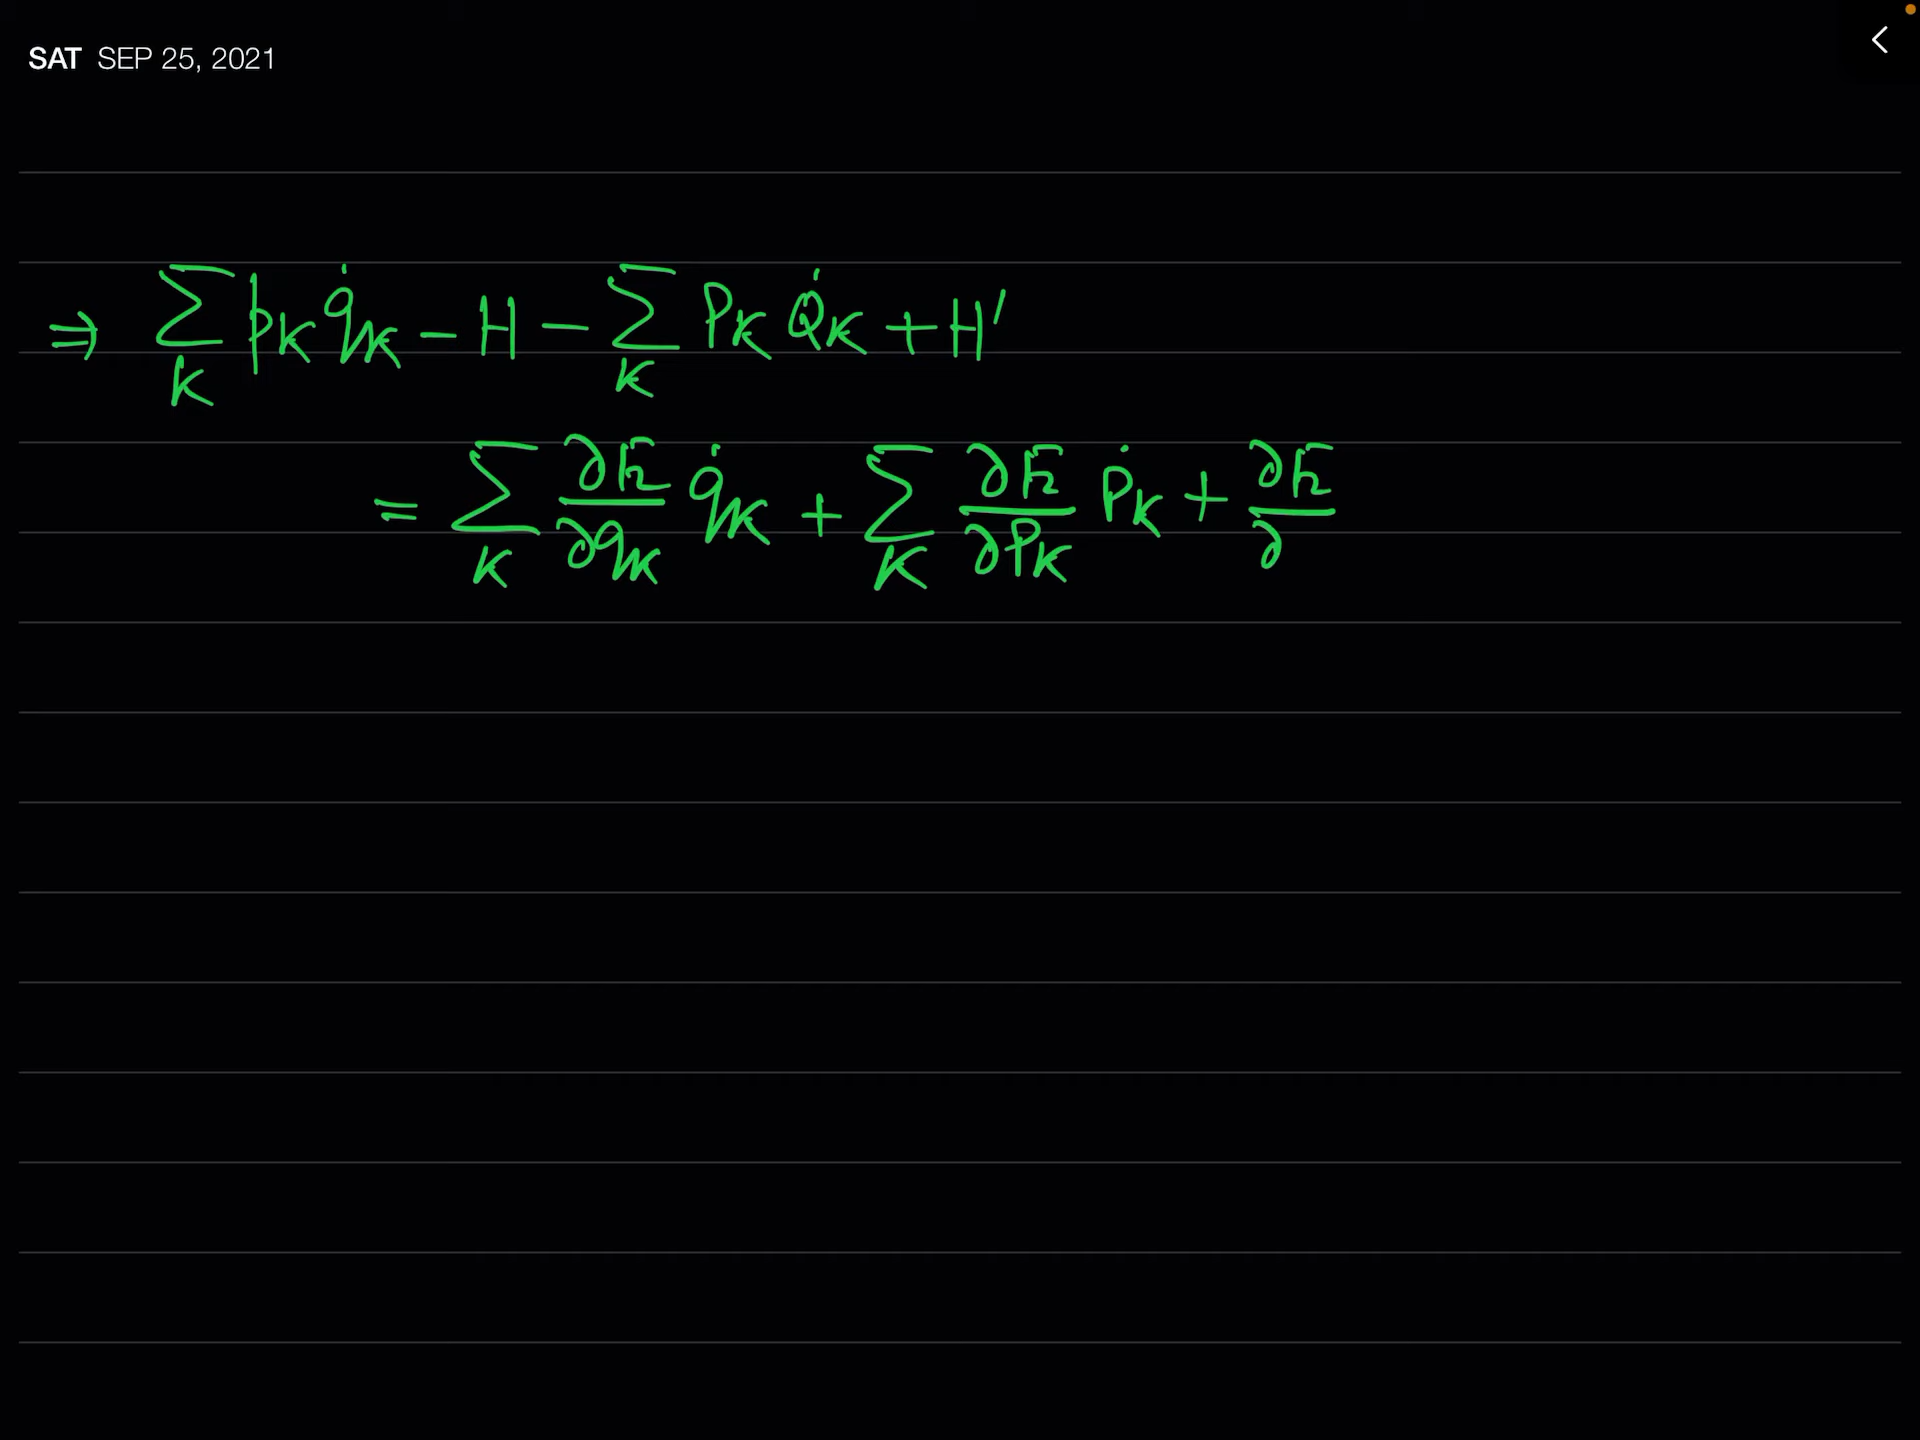 SAT SEP 25, 2021
⇒ ∑_K p_K q̇_K − H − ∑_K P_K Q̇_K + H′
= ∑_K ∂F₂/∂q_K q̇_K + ∑_K ∂F₂/∂P_K Ṗ_K + ∂F₂/∂